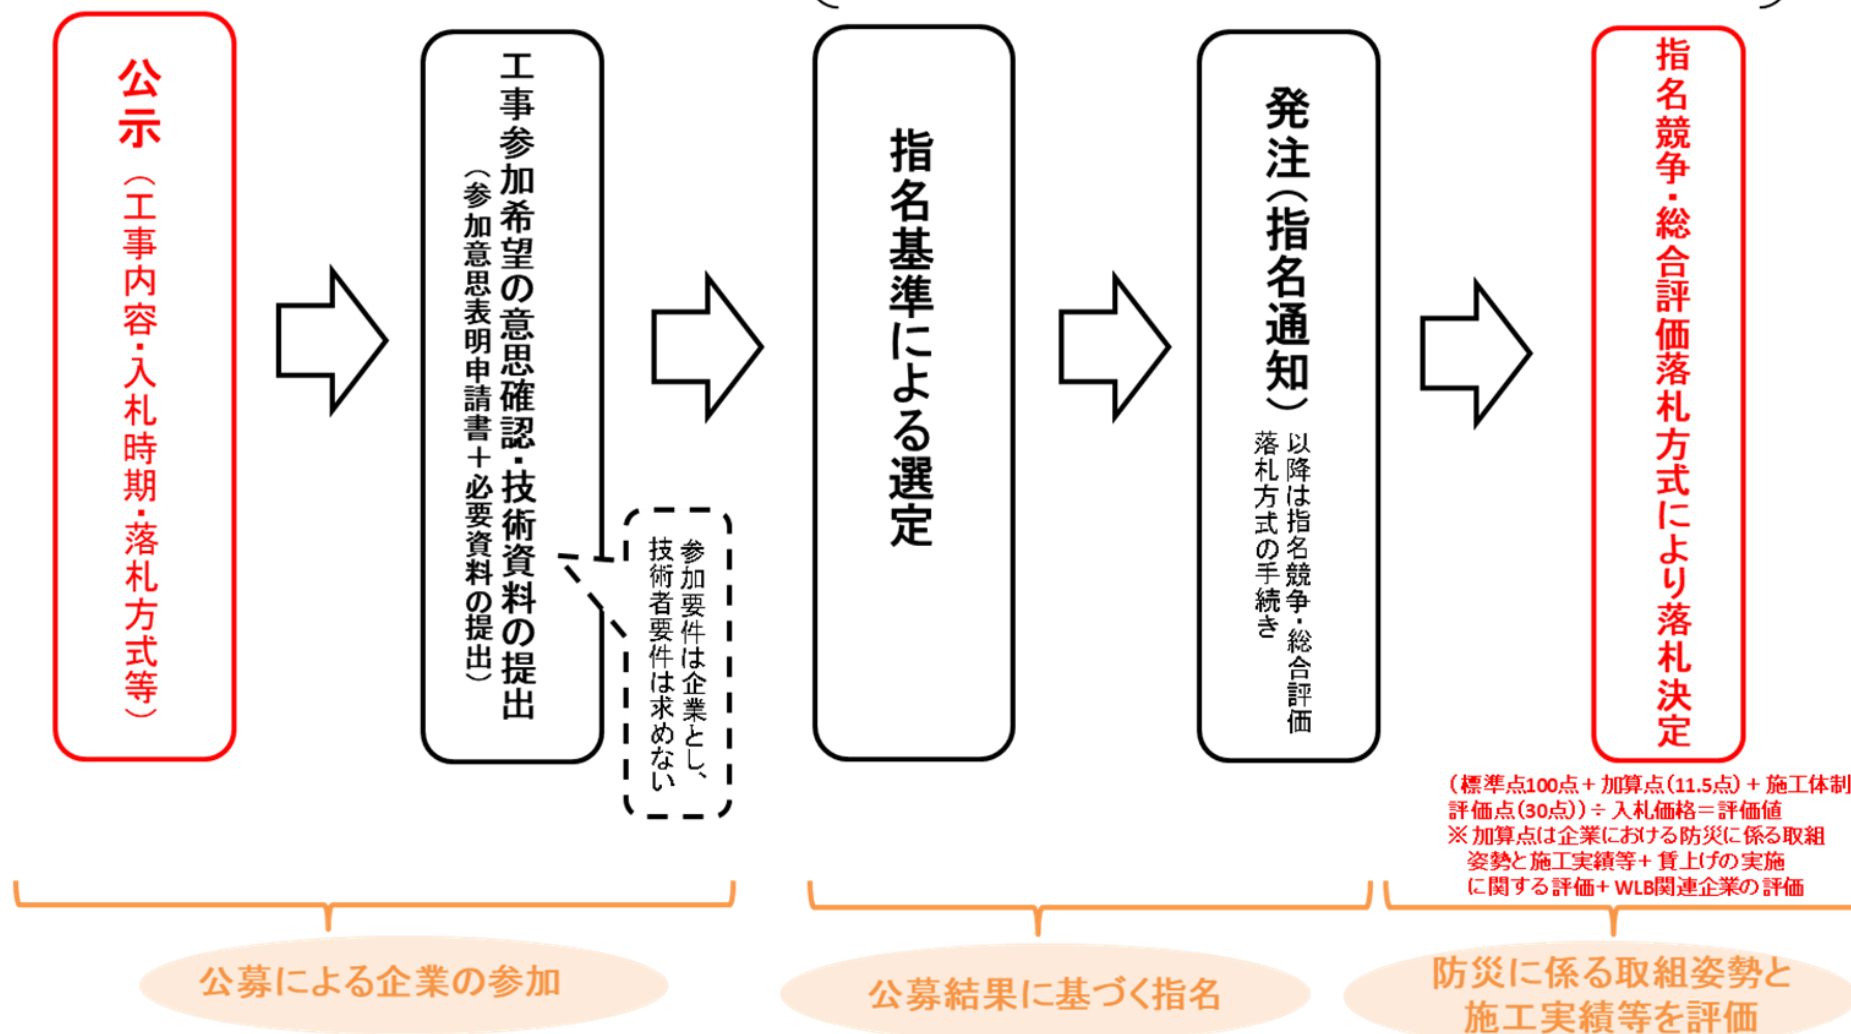 公示（工事内容・入札時期・落札方式等）
工事参加希望の意思確認・技術資料の提出
（参加意思表明申請書＋必要資料の提出）
参加要件は企業とし、
技術者要件は求めない
指名基準による選定
発注（指名通知）
以降は指名競争・総合評価
落札方式の手続き
指名競争・総合評価落札方式により落札決定
（標準点100点＋加算点(11.5点)＋施工体制
評価点(30点)）÷入札価格＝評価値
※加算点は企業における防災に係る取組
姿勢と施工実績等＋賃上げの実施
に関する評価＋WLB関連企業の評価
公募による企業の参加
公募結果に基づく指名
防災に係る取組姿勢と
施工実績等を評価